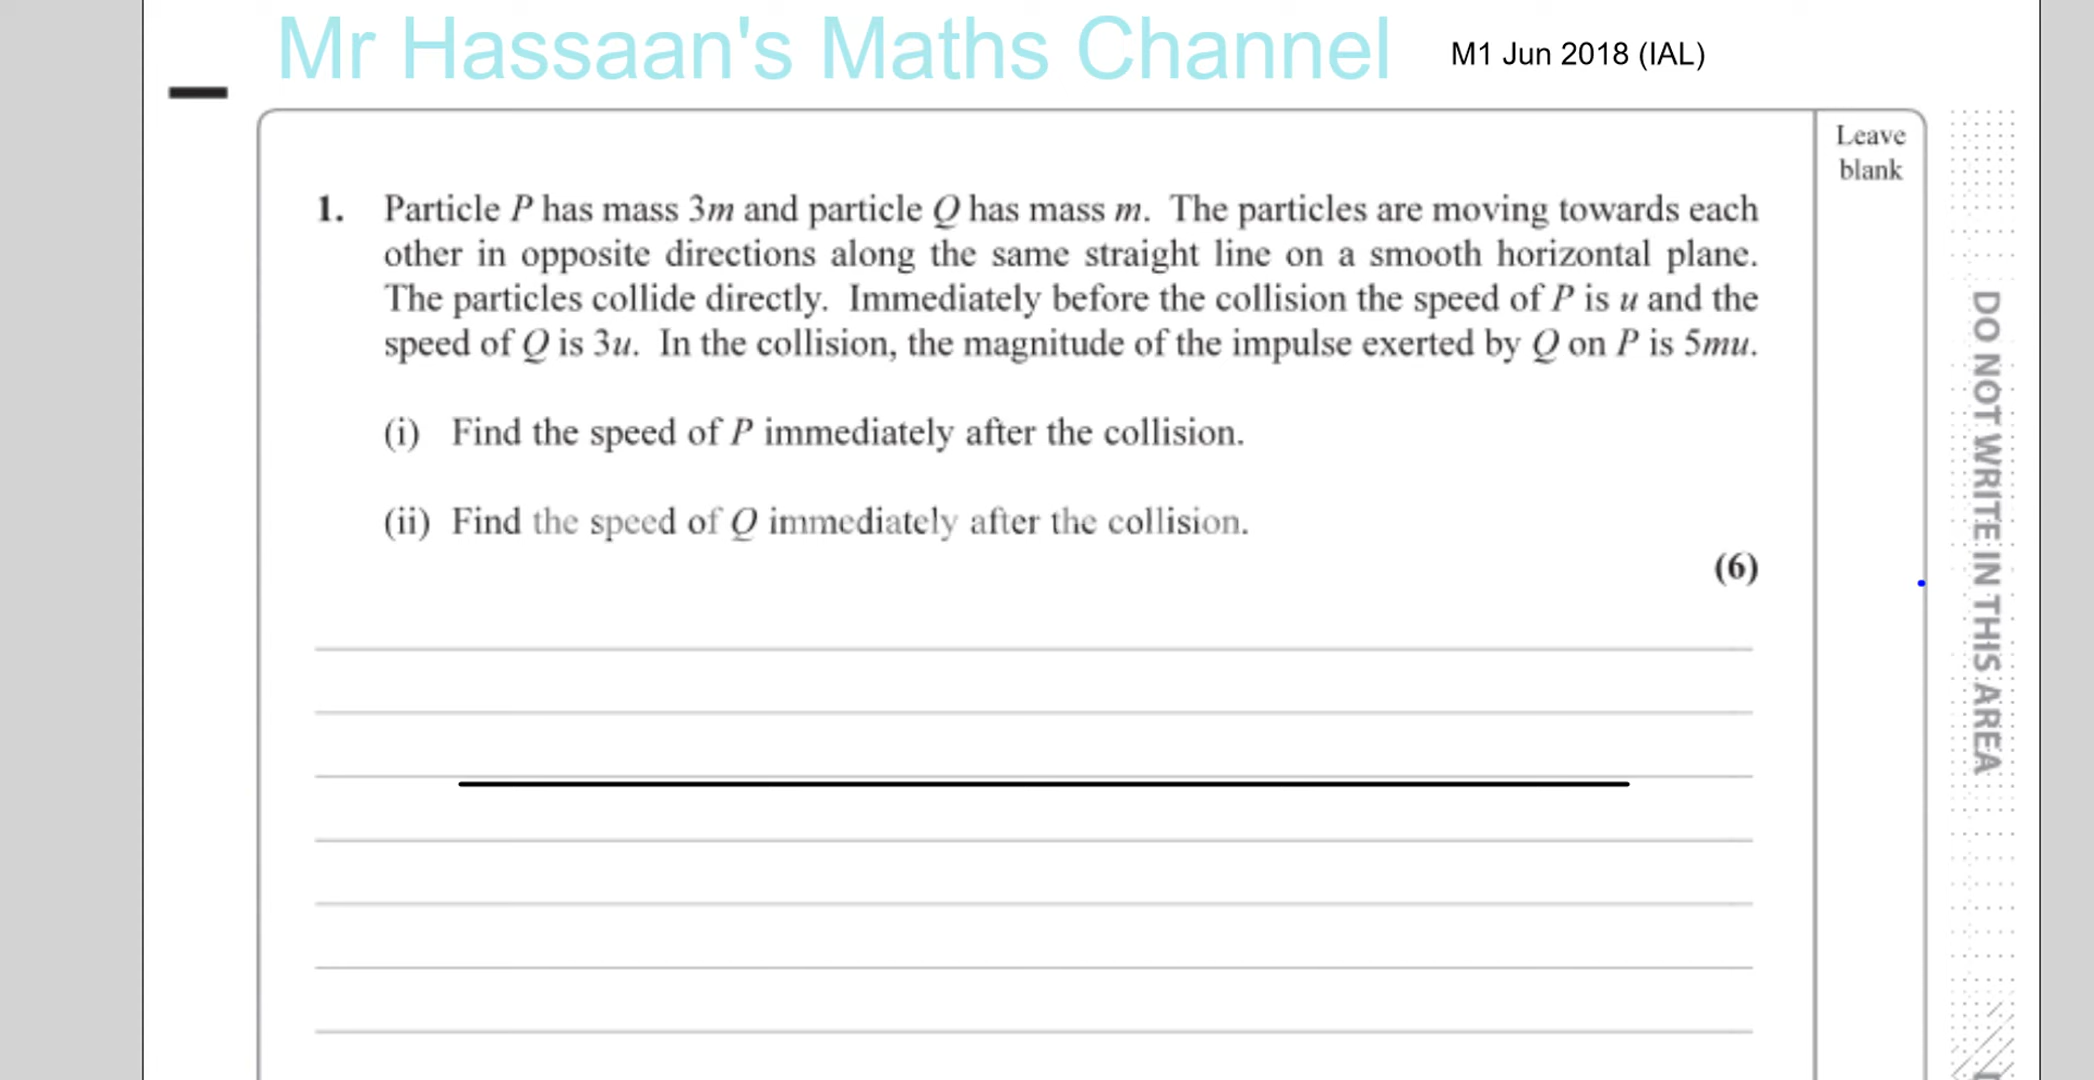 Mr Hassaan's Maths Channel
M1 Jun 2018 (IAL)
Leave
blank
1. Particle P has mass 3m and particle Q has mass m. The particles are moving towards each
other in opposite directions along the same straight line on a smooth horizontal plane.
The particles collide directly. Immediately before the collision the speed of P is u and the
speed of Q is 3u. In the collision, the magnitude of the impulse exerted by Q on P is 5mu.
(i) Find the speed of P immediately after the collision.
(ii) Find the speed of Q immediately after the collision.
(6)
DO NOT WRITE IN THIS AREA